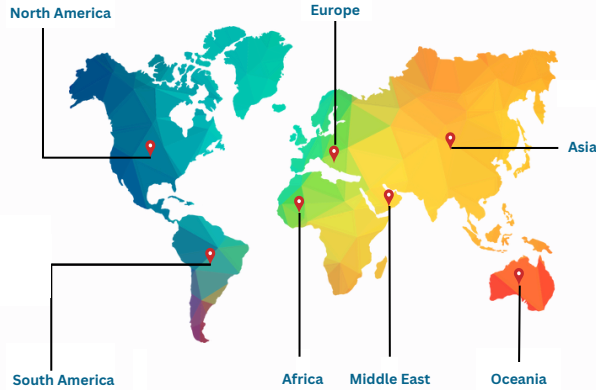 North America
Europe
Asia
South America
Africa
Middle East
Oceania